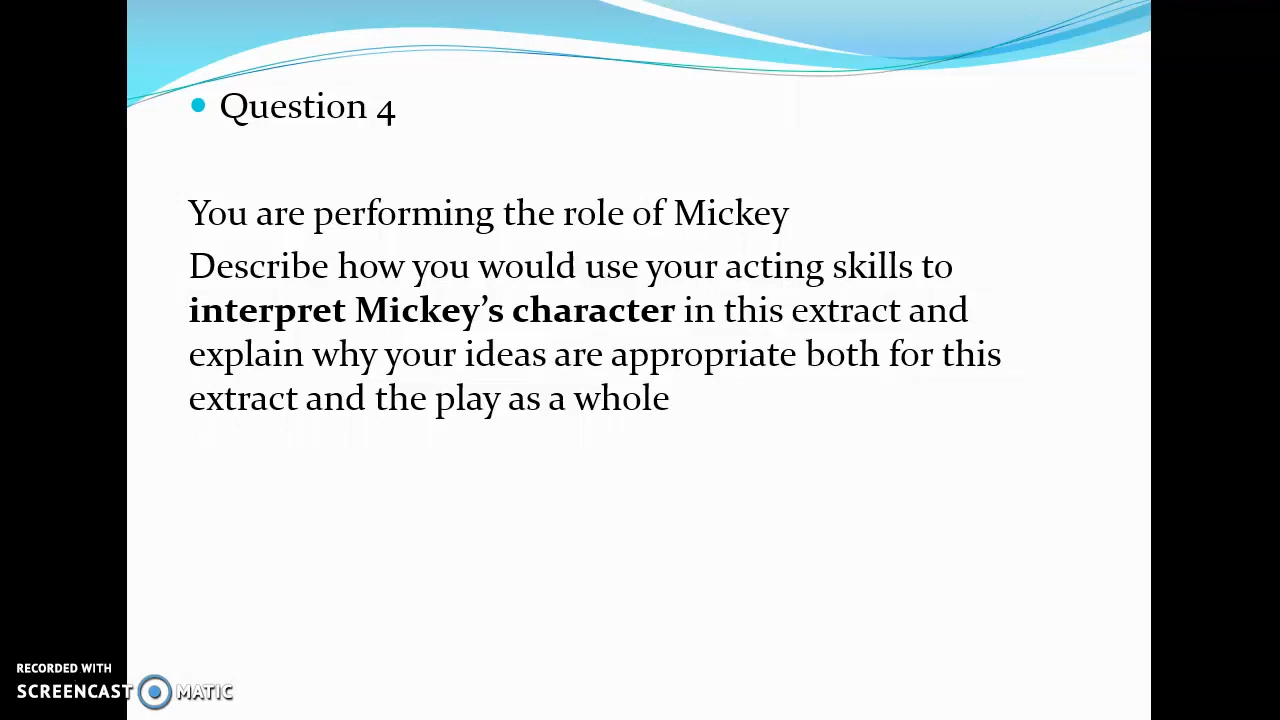 Question 4
You are performing the role of Mickey
Describe how you would use your acting skills to
interpret Mickey's character in this extract and
explain why your ideas are appropriate both for this
extract and the play as a whole
RECORDED WITH
SCREENCAST MATIC